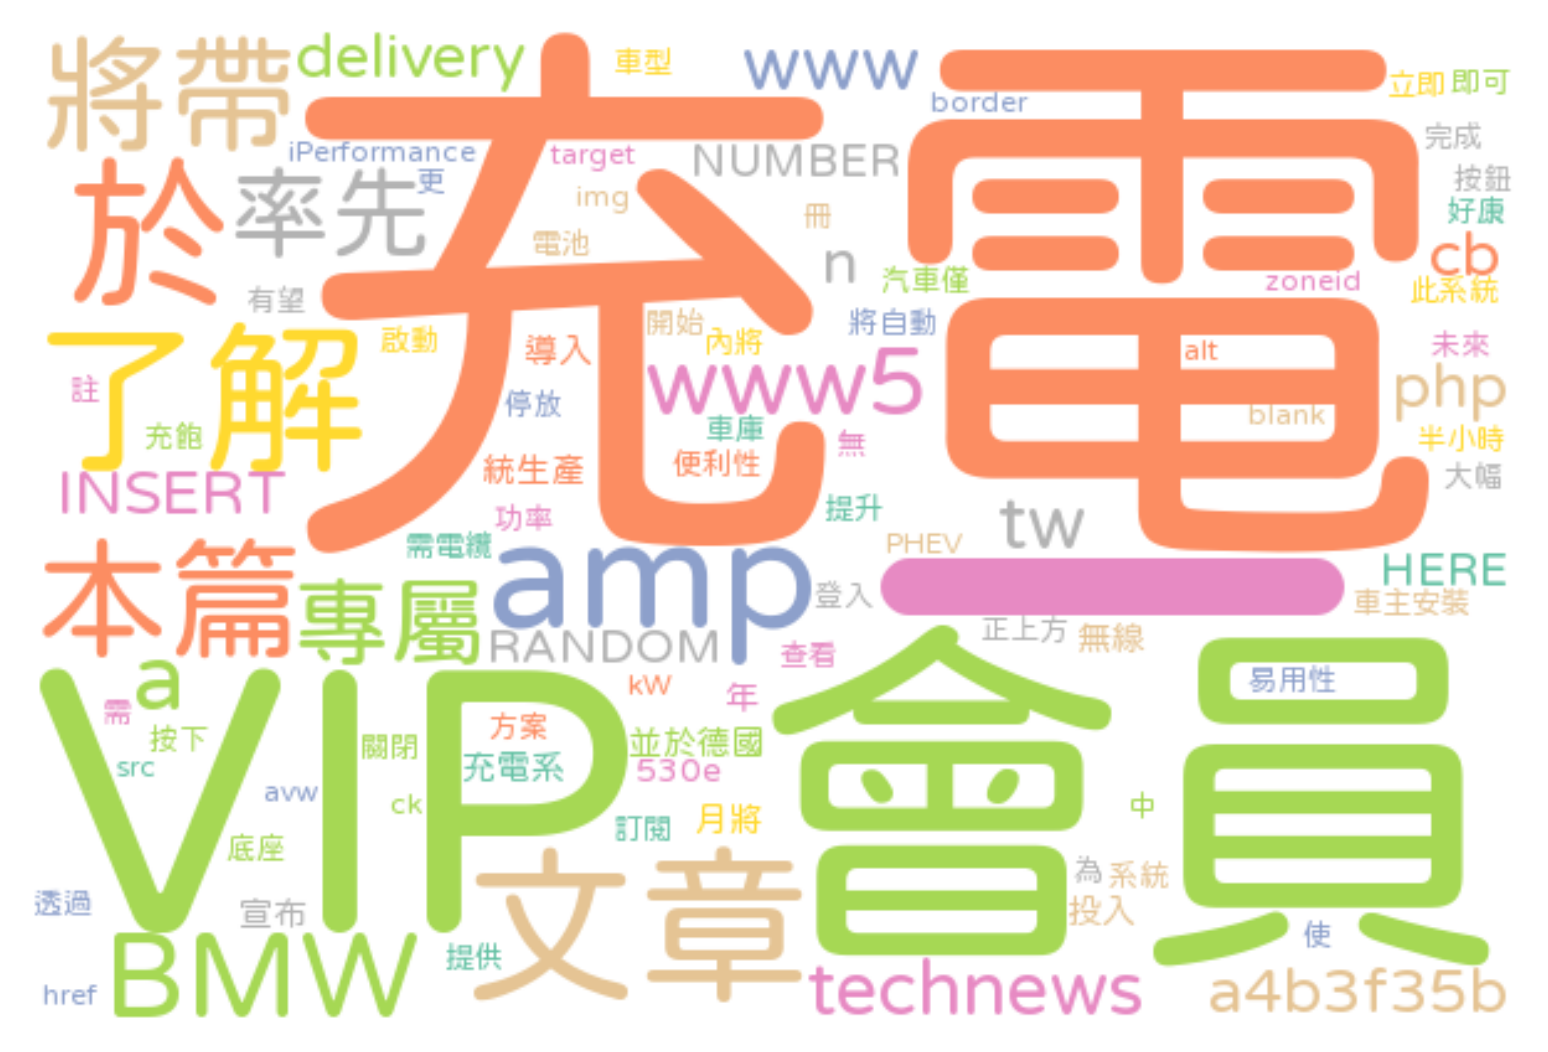 將帶
delivery
車型
www
border
立即
即可
充電
完成
iPerformance
target
NUMBER
按鈕
於
率先
更
img
冊
好康
電池
n
汽車僅
cb
zoneid
此系統
有望
開始
將自動
了解
啟動
導入
內將
alt
未來
註
www5
php
停放
車庫
無
blank
半小時
充飽
統生產
便利性
大幅
INSERT
功率
提升
tw
需電纜
PHEV
HERE
本篇
專屬
amp
登入
一
車主安裝
RANDOM
正上方
無線
查看
a
kW
年
易用性
需
按下
方案
VIP會員
關閉
並於德國
src
充電系
530e
avw
ck
中
底座
訂閱
月將
文章
為
系統
透過
宣布
投入
使
BMW
提供
technews
a4b3f35b
href